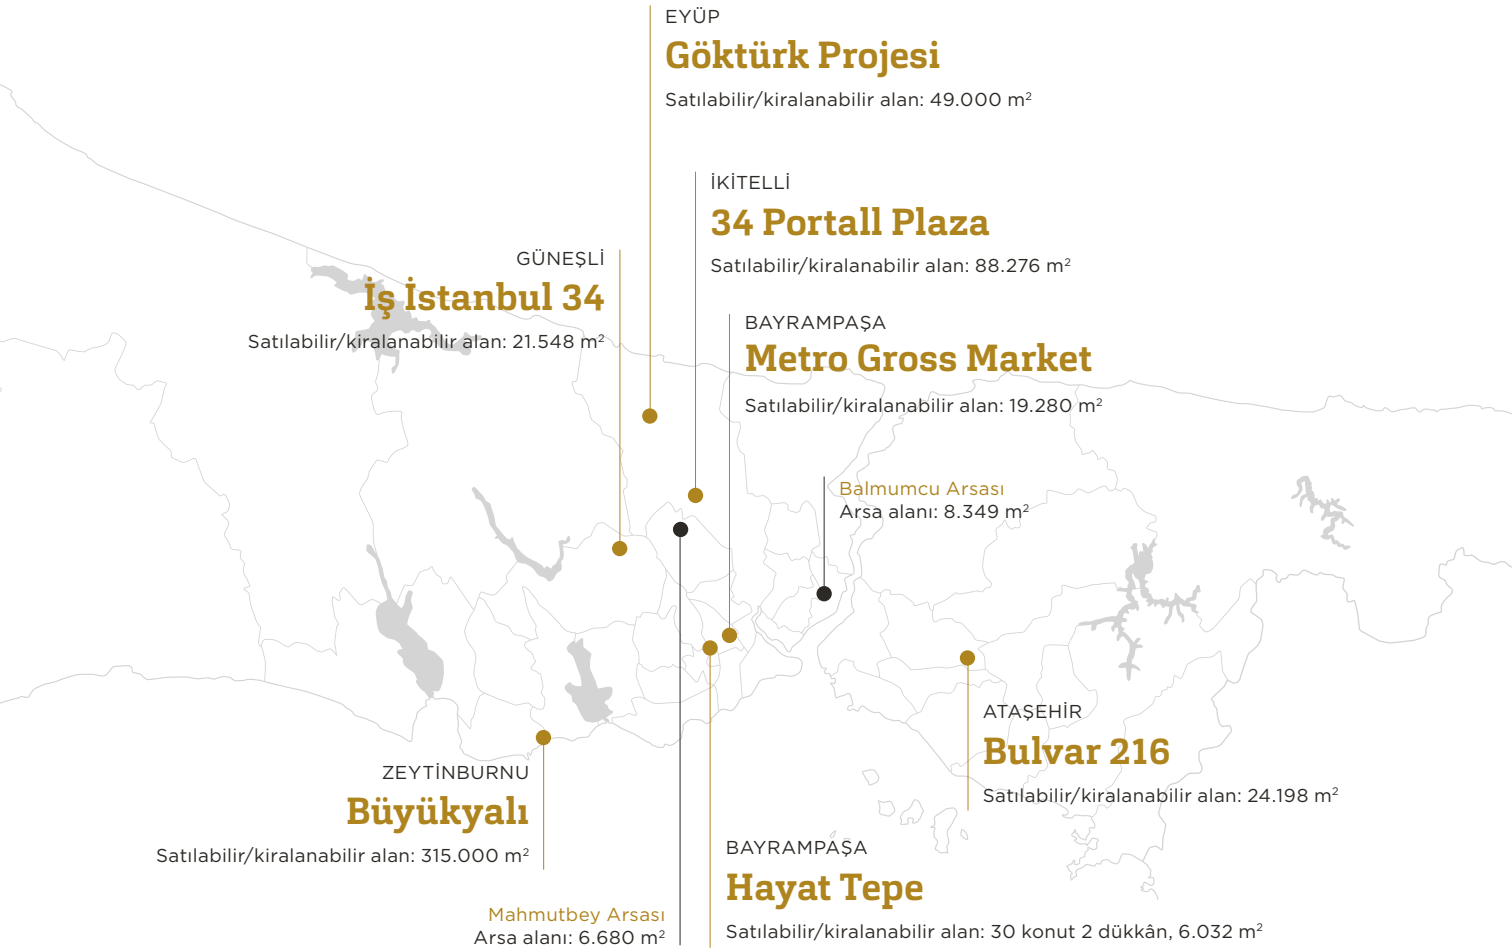 EYÜP
Göktürk Projesi
Satılabilir/kiralanabilir alan: 49.000 m²
İKİTELLİ
34 Portall Plaza
Satılabilir/kiralanabilir alan: 88.276 m²
GÜNEŞLİ
İş İstanbul 34
Satılabilir/kiralanabilir alan: 21.548 m²
BAYRAMPAŞA
Metro Gross Market
Satılabilir/kiralanabilir alan: 19.280 m²
Balmumcu Arsası
Arsa alanı: 8.349 m²
ATAŞEHİR
Bulvar 216
Satılabilir/kiralanabilir alan: 24.198 m²
ZEYTİNBURNU
Büyükyalı
Satılabilir/kiralanabilir alan: 315.000 m²
BAYRAMPAŞA
Hayat Tepe
Satılabilir/kiralanabilir alan: 30 konut 2 dükkân, 6.032 m²
Mahmutbey Arsası
Arsa alanı: 6.680 m²